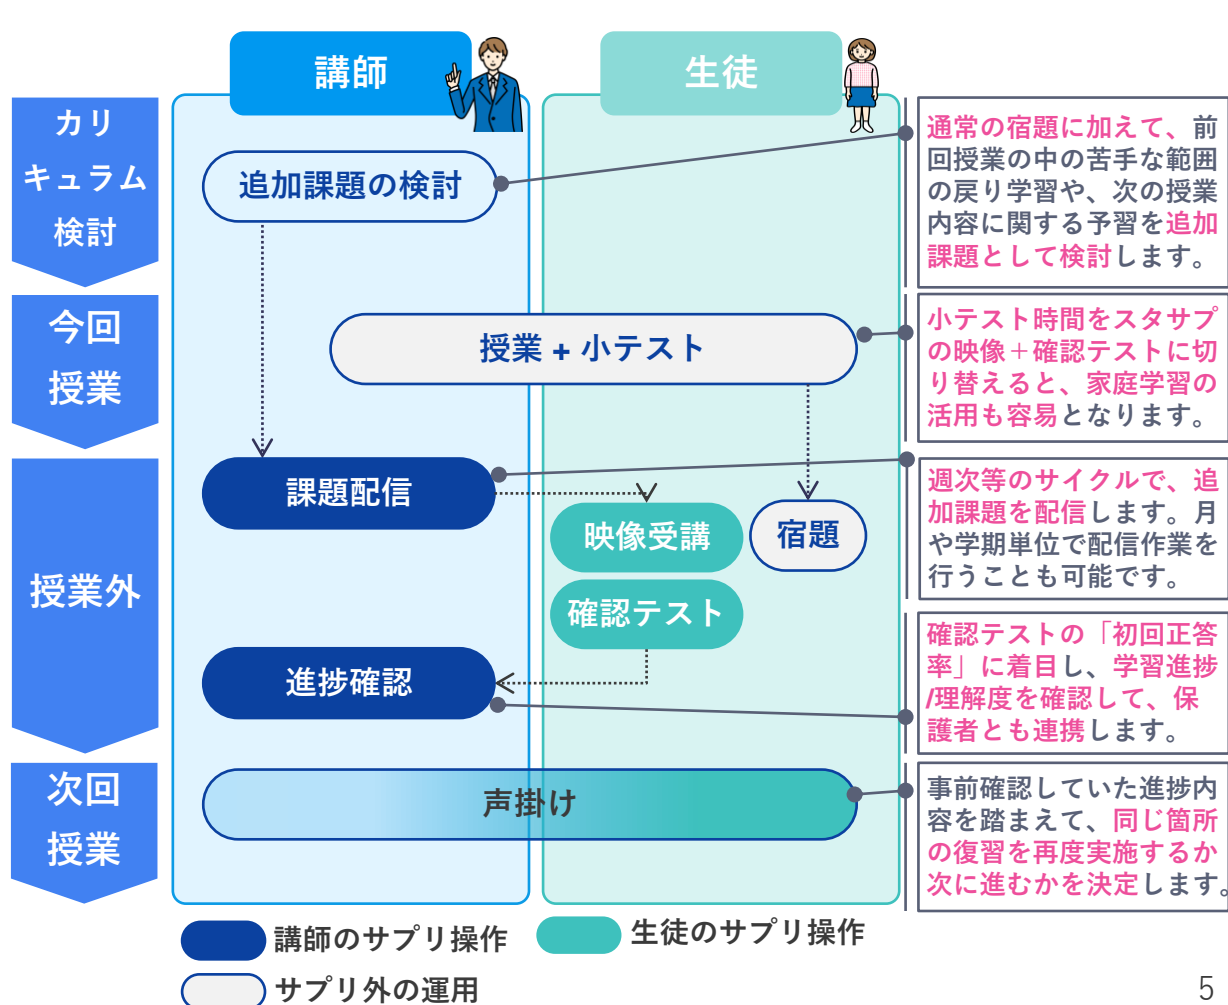 講師
生徒
カリ
キュラム
検討
追加課題の検討
通常の宿題に加えて、前
回授業の中の苦手な範囲
の戻り学習や、次の授業
内容に関する予習を追加
課題として検討します。
今回
授業
授業 + 小テスト
小テスト時間をスタサプ
の映像＋確認テストに切
り替えると、家庭学習の
活用も容易となります。
授業外
課題配信
映像受講
宿題
確認テスト
進捗確認
週次等のサイクルで、追
加課題を配信します。月
や学期単位で配信作業を
行うことも可能です。
確認テストの「初回正答
率」に着目し、学習進捗
/理解度を確認して、保
護者とも連携します。
次回
授業
声掛け
事前確認していた進捗内
容を踏まえて、同じ箇所
の復習を再度実施するか
次に進むかを決定します。
講師のサプリ操作
生徒のサプリ操作
サプリ外の運用
5